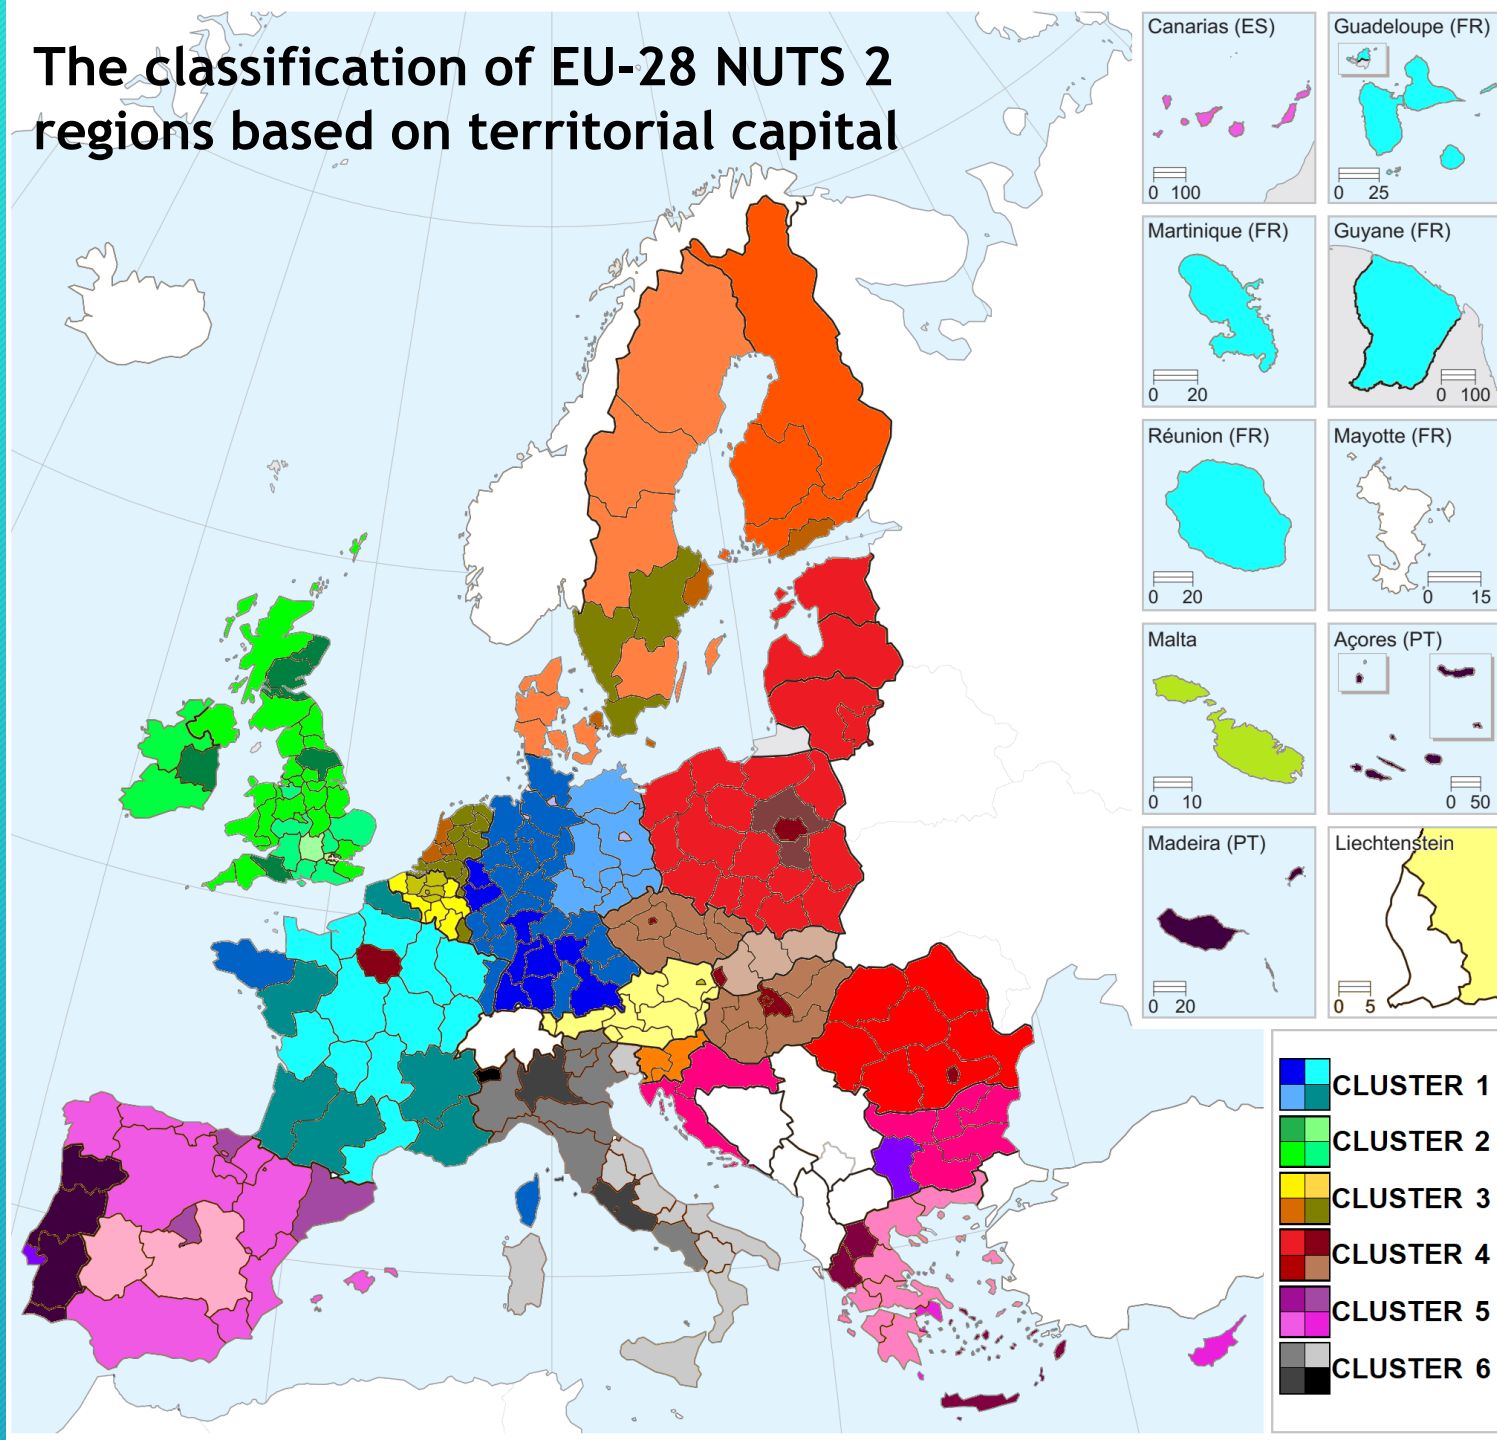 The classification of EU-28 NUTS 2
regions based on territorial capital
Canarias (ES)
0 100
Guadeloupe (FR)
0 25
Martinique (FR)
0 20
Guyane (FR)
0 100
Réunion (FR)
0 20
Mayotte (FR)
0 15
Malta
0 10
Açores (PT)
0 50
Madeira (PT)
0 20
Liechtenstein
0 5
CLUSTER 1
CLUSTER 2
CLUSTER 3
CLUSTER 4
CLUSTER 5
CLUSTER 6